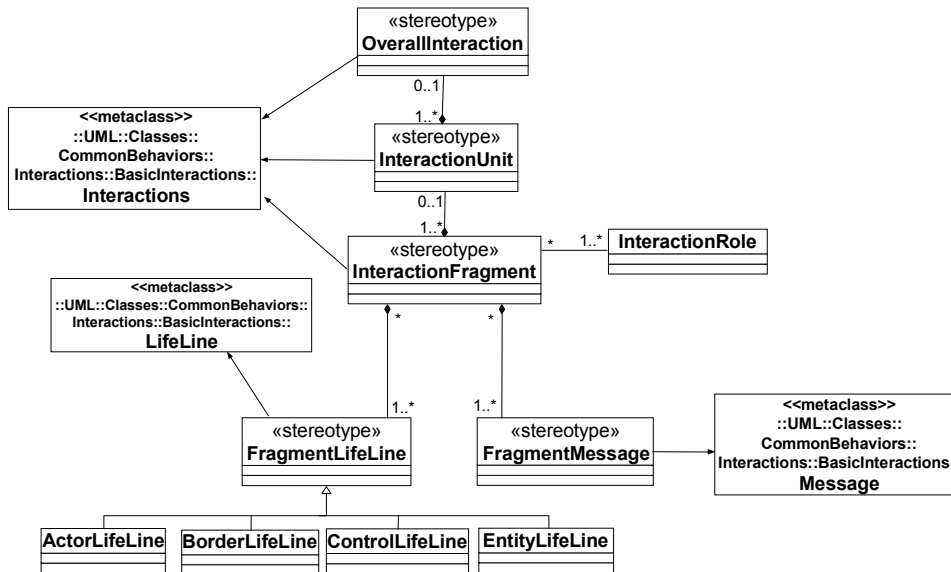 «stereotype»
OverallInteraction
0..1
1..*
<<metaclass>>
::UML::Classes::
CommonBehaviors::
Interactions::BasicInteractions::
Interactions
«stereotype»
InteractionUnit
0..1
1..*
«stereotype»
InteractionFragment
*
1..*
InteractionRole
<<metaclass>>
::UML::Classes::CommonBehaviors::
Interactions::BasicInteractions::
LifeLine
*
*
1..*
1..*
«stereotype»
FragmentLifeLine
«stereotype»
FragmentMessage
<<metaclass>>
::UML::Classes::
CommonBehaviors::
Interactions::BasicInteractions
Message
ActorLifeLine
BorderLifeLine
ControlLifeLine
EntityLifeLine